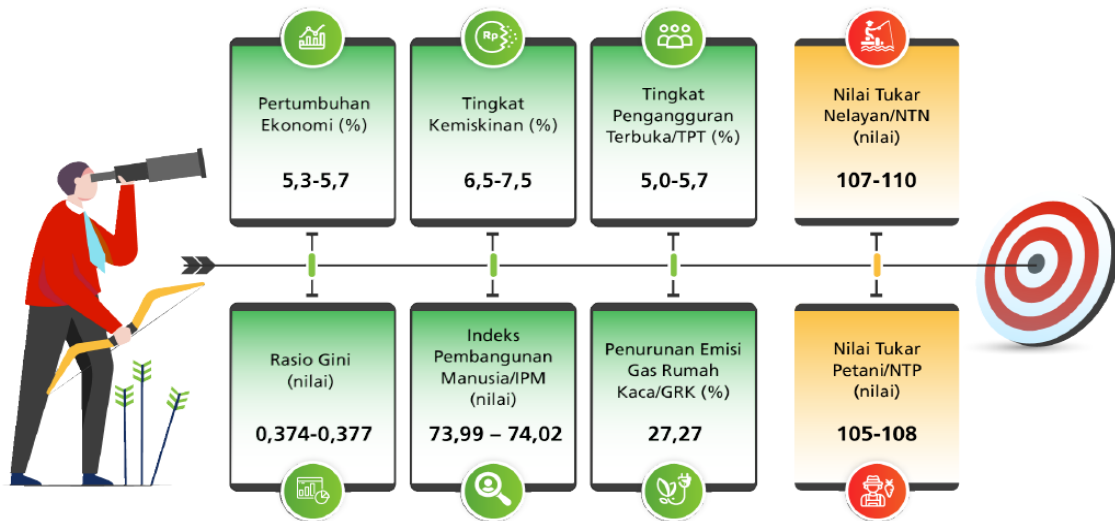 Rp
Pertumbuhan
Ekonomi (%)
5,3-5,7
Tingkat
Kemiskinan (%)
6,5-7,5
Tingkat
Pengangguran
Terbuka/TPT (%)
5,0-5,7
Nilai Tukar
Nelayan/NTN
(nilai)
107-110
Rasio Gini
(nilai)
0,374-0,377
Indeks
Pembangunan
Manusia/IPM
(nilai)
73,99 – 74,02
Penurunan Emisi
Gas Rumah
Kaca/GRK (%)
27,27
Nilai Tukar
Petani/NTP
(nilai)
105-108